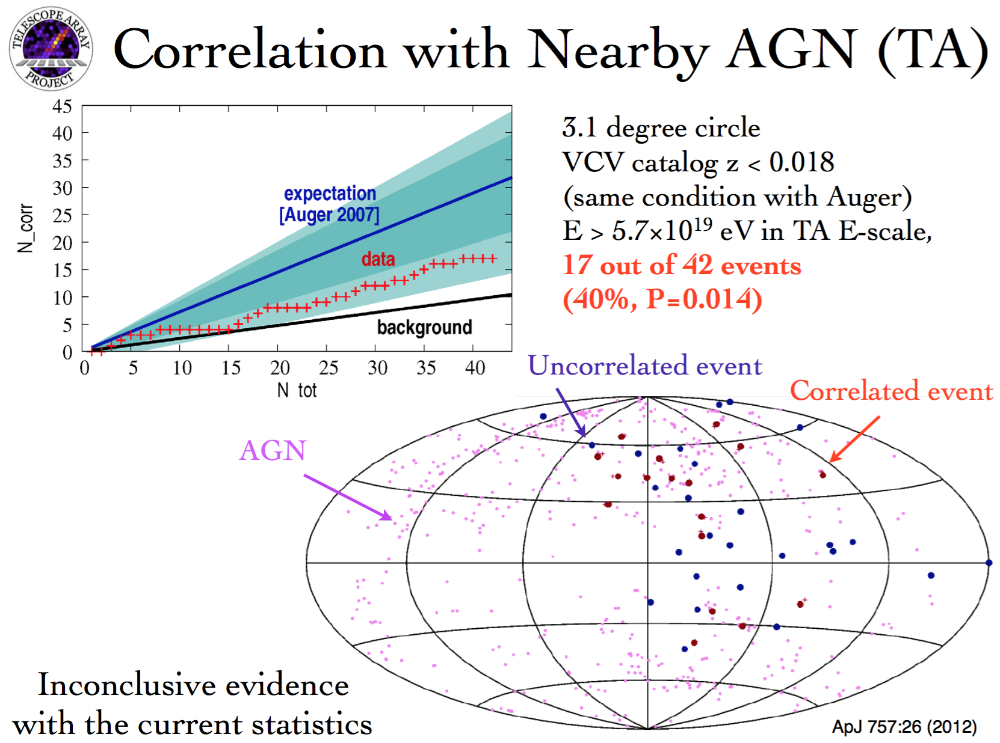 TELESCOPE ARRAY
PROJECT
Correlation with Nearby AGN (TA)
45
40
35
30
25
20
15
10
5
0
N_corr
expectation
[Auger 2007]
data
background
0 5 10 15 20 25 30 35 40
N tot
3.1 degree circle
VCV catalog z < 0.018
(same condition with Auger)
E > 5.7×10¹⁹ eV in TA E-scale,
17 out of 42 events
(40%, P=0.014)
Uncorrelated event
Correlated event
AGN
Inconclusive evidence
with the current statistics
ApJ 757:26 (2012)